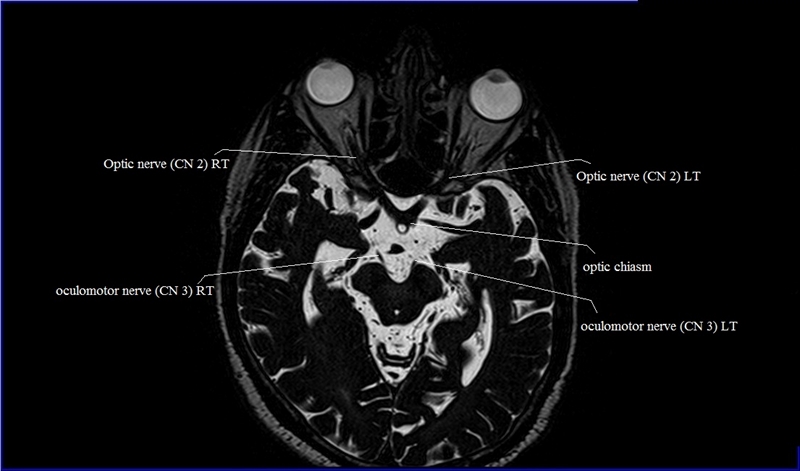 Optic nerve (CN 2) RT
Optic nerve (CN 2) LT
optic chiasm
oculomotor nerve (CN 3) RT
oculomotor nerve (CN 3) LT